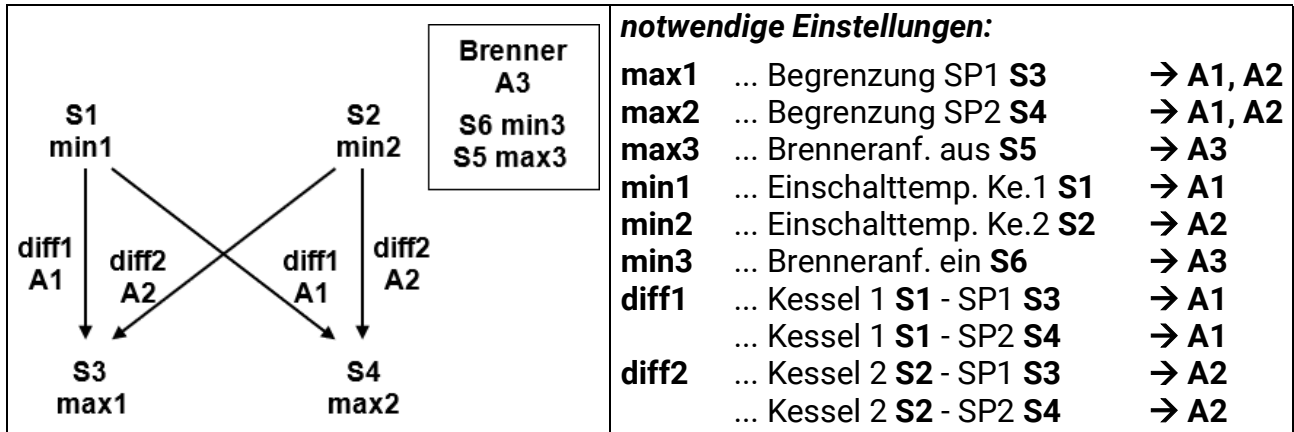 Brenner
A3
S6 min3
S5 max3
S1
min1
S2
min2
diff1
A1
diff2
A2
diff1
A1
diff2
A2
S3
max1
S4
max2
notwendige Einstellungen:
max1 ... Begrenzung SP1 S3 → A1, A2
max2 ... Begrenzung SP2 S4 → A1, A2
max3 ... Brenneranf. aus S5 → A3
min1 ... Einschalttemp. Ke.1 S1 → A1
min2 ... Einschalttemp. Ke.2 S2 → A2
min3 ... Brenneranf. ein S6 → A3
diff1 ... Kessel 1 S1 - SP1 S3 → A1
... Kessel 1 S1 - SP2 S4 → A1
diff2 ... Kessel 2 S2 - SP1 S3 → A2
... Kessel 2 S2 - SP2 S4 → A2